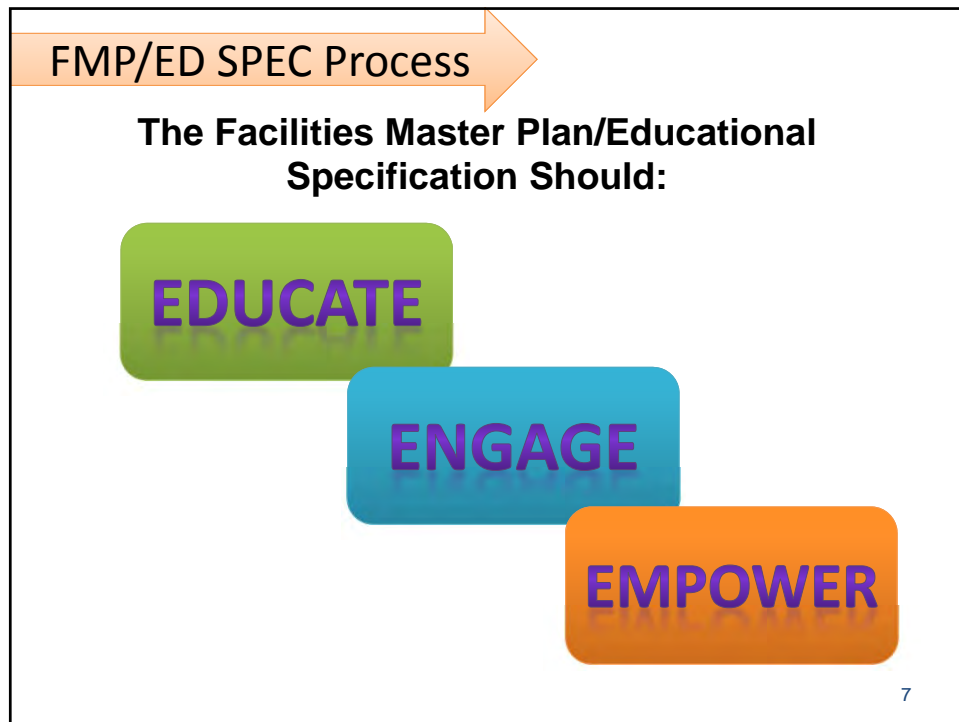 FMP/ED SPEC Process
The Facilities Master Plan/Educational
Specification Should:
EDUCATE
ENGAGE
EMPOWER
7